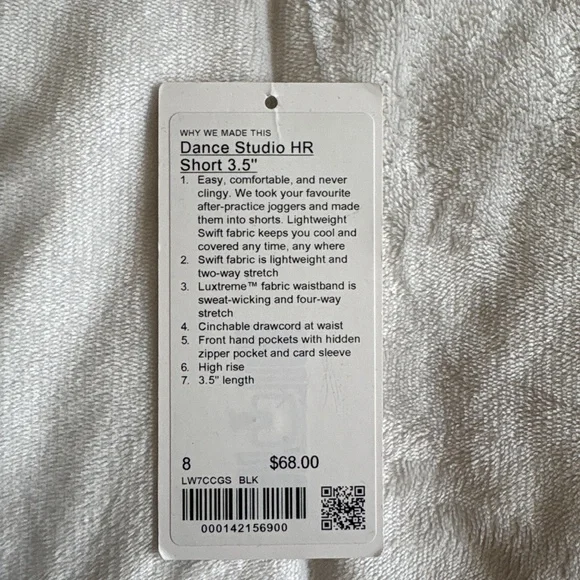 WHY WE MADE THIS
Dance Studio HR
Short 3.5"
1. Easy, comfortable, and never
clingy. We took your favourite
after-practice joggers and made
them into shorts. Lightweight
Swift fabric keeps you cool and
covered any time, any where
2. Swift fabric is lightweight and
two-way stretch
3. Luxtreme™ fabric waistband is
sweat-wicking and four-way
stretch
4. Cinchable drawcord at waist
5. Front hand pockets with hidden
zipper pocket and card sleeve
6. High rise
7. 3.5" length
8 $68.00
LW7CCGS BLK
000142156900